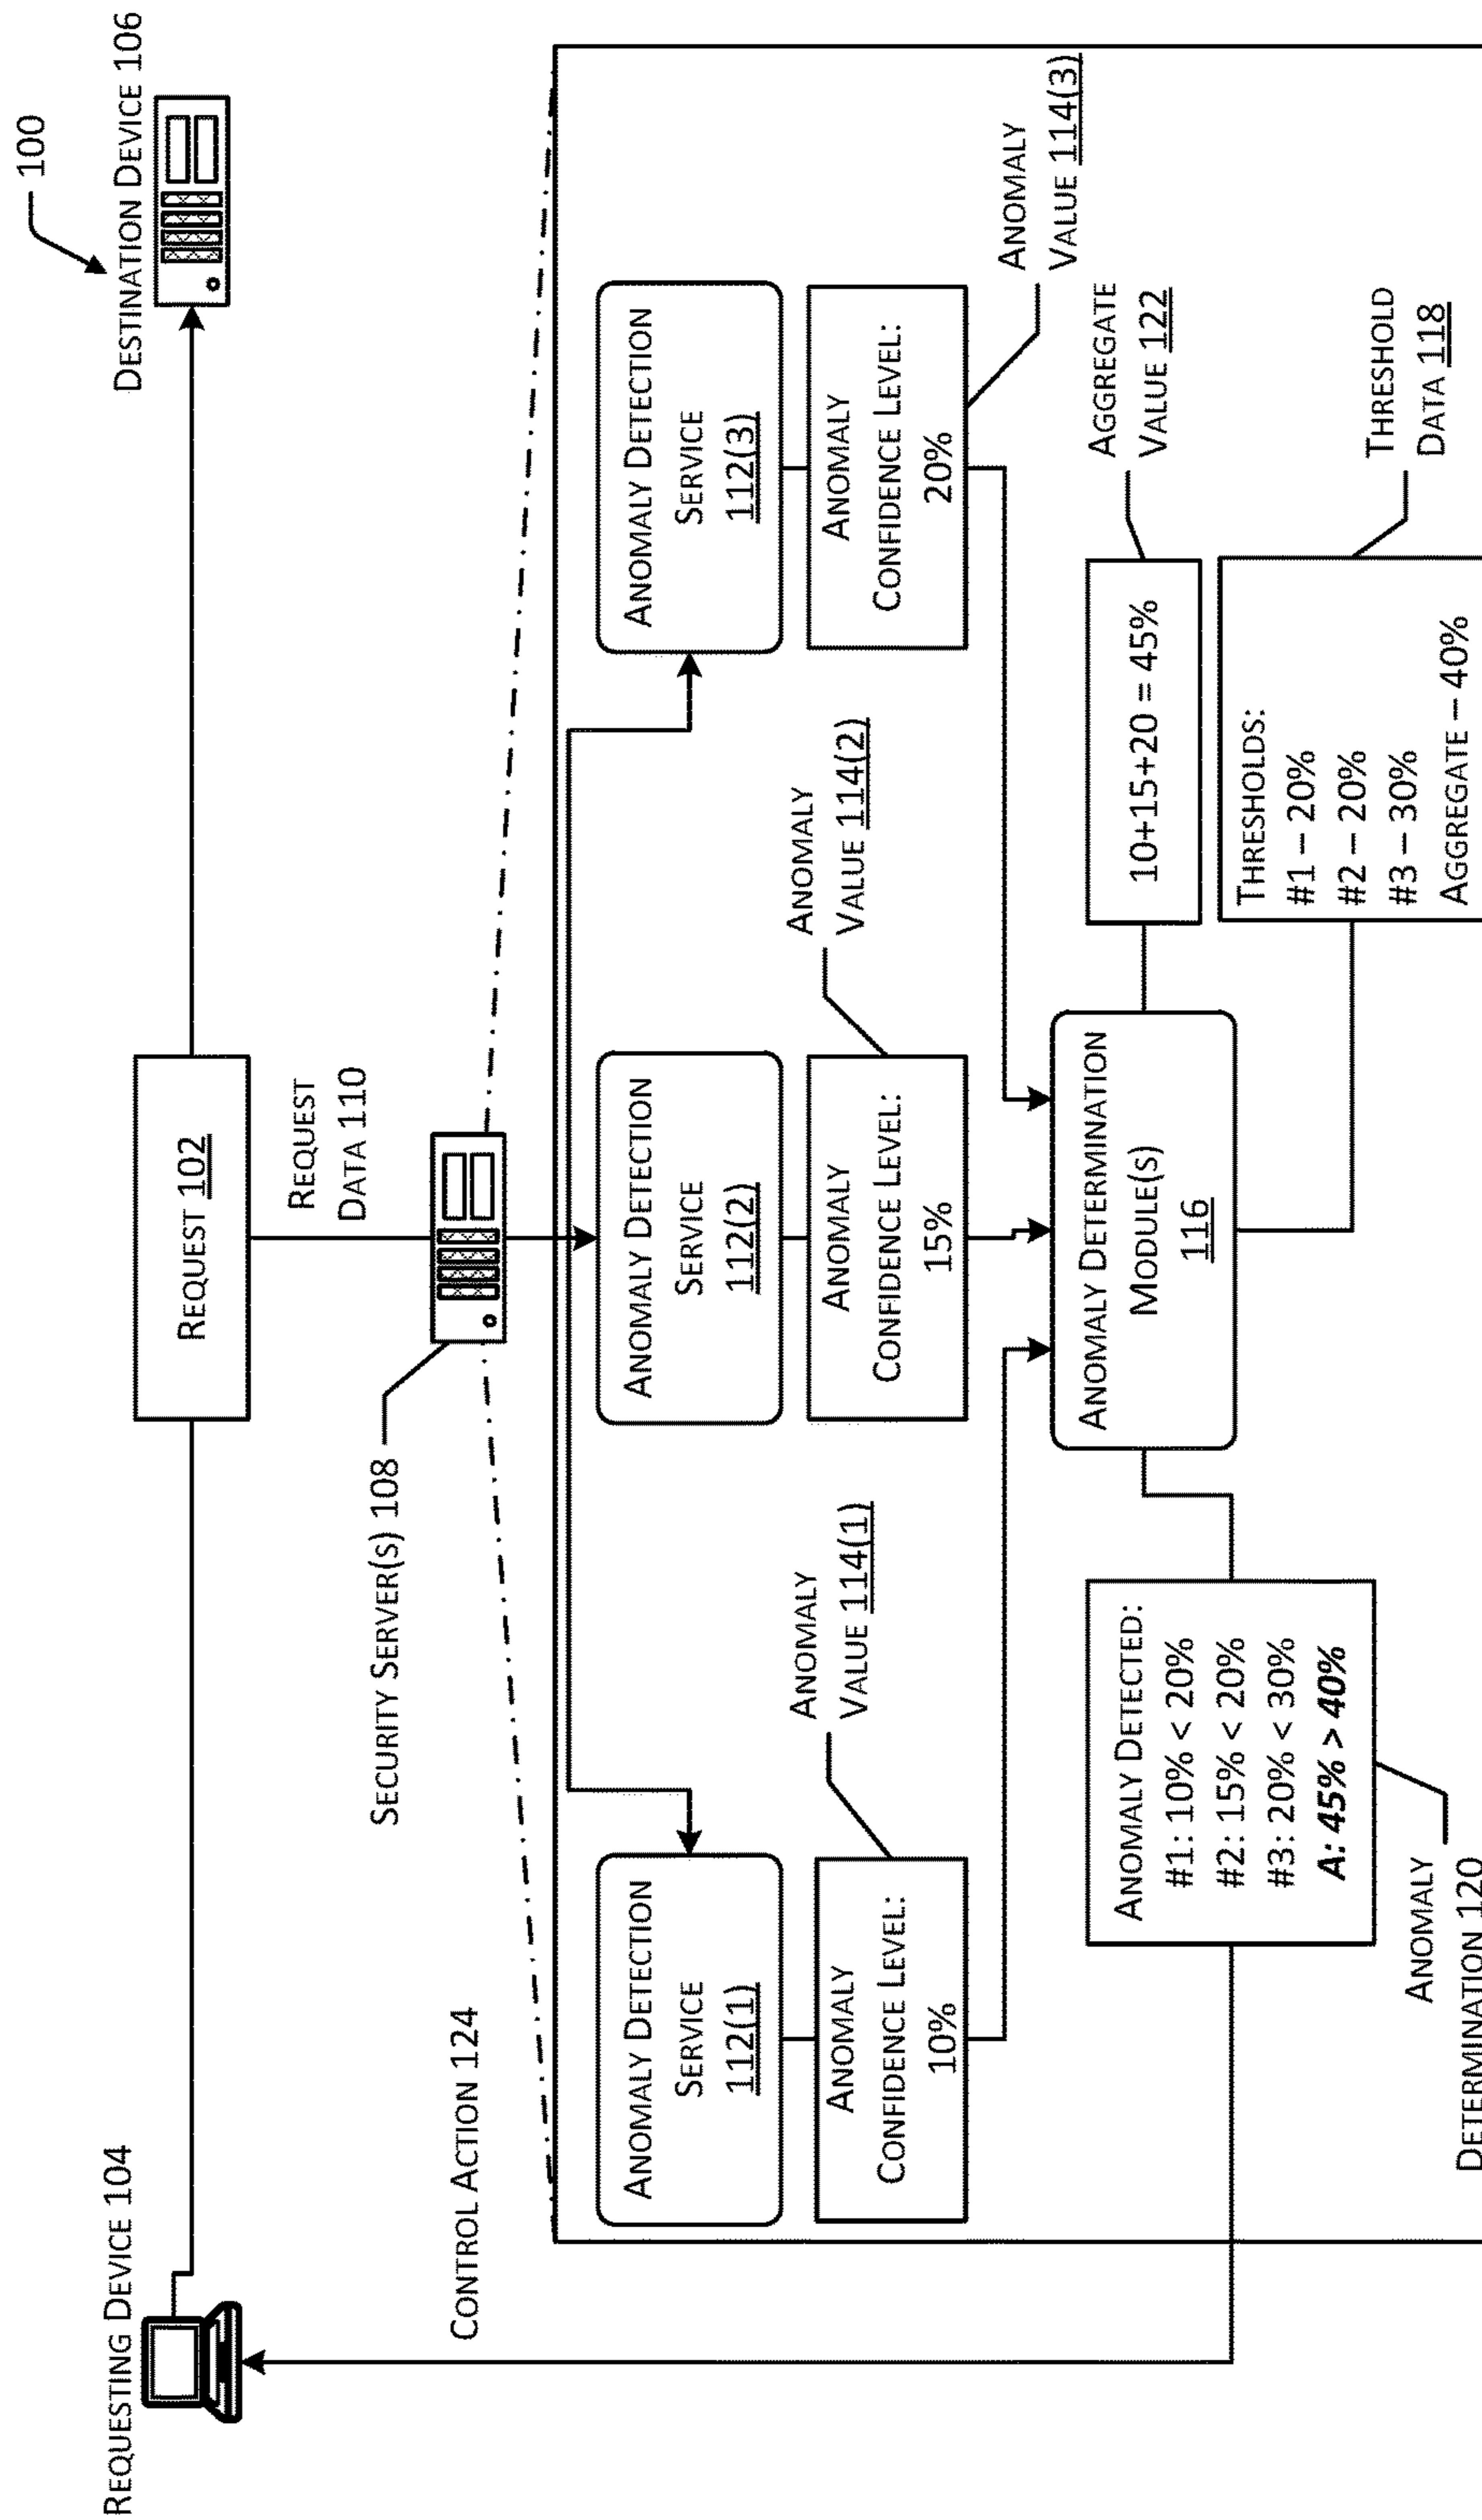 100
REQUESTING DEVICE 104
DESTINATION DEVICE 106
REQUEST 102
REQUEST
DATA 110
SECURITY SERVER(S) 108
CONTROL ACTION 124
ANOMALY DETECTION
SERVICE
112(1)
ANOMALY DETECTION
SERVICE
112(2)
ANOMALY DETECTION
SERVICE
112(3)
ANOMALY
VALUE 114(1)
ANOMALY
VALUE 114(2)
ANOMALY
VALUE 114(3)
ANOMALY
CONFIDENCE LEVEL:
10%
ANOMALY
CONFIDENCE LEVEL:
15%
ANOMALY
CONFIDENCE LEVEL:
20%
ANOMALY DETECTED:
#1: 10% < 20%
#2: 15% < 20%
#3: 20% < 30%
A: 45% > 40%
ANOMALY
DETERMINATION 120
ANOMALY DETERMINATION
MODULE(S)
116
10+15+20 = 45%
AGGREGATE
VALUE 122
THRESHOLDS:
#1 – 20%
#2 – 20%
#3 – 30%
AGGREGATE – 40%
THRESHOLD
DATA 118